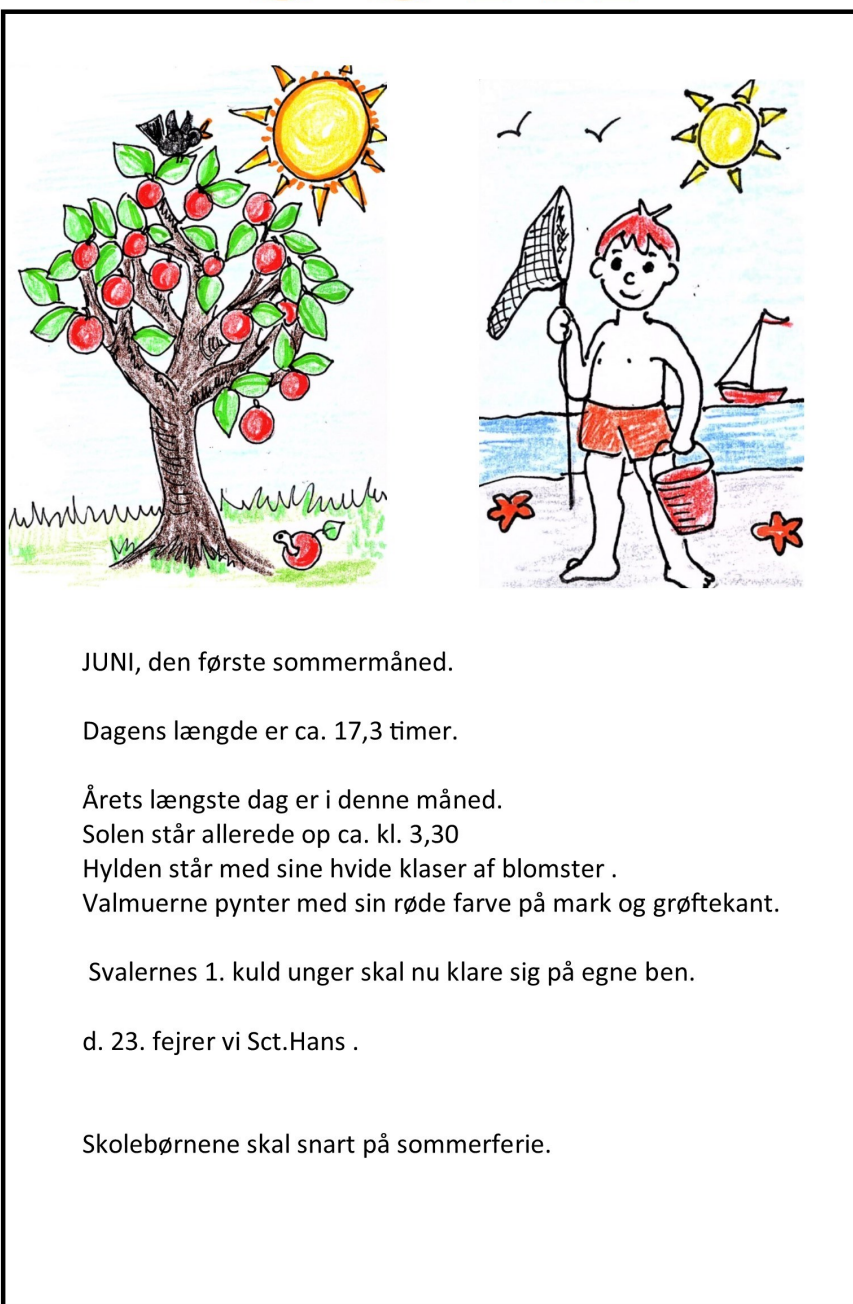 JUNI, den første sommermåned.
Dagens længde er ca. 17,3 timer.
Årets længste dag er i denne måned.
Solen står allerede op ca. kl. 3,30
Hylden står med sine hvide klaser af blomster .
Valmuerne pynter med sin røde farve på mark og grøftekant.
Svalernes 1. kuld unger skal nu klare sig på egne ben.
d. 23. fejrer vi Sct.Hans .
Skolebørnene skal snart på sommerferie.